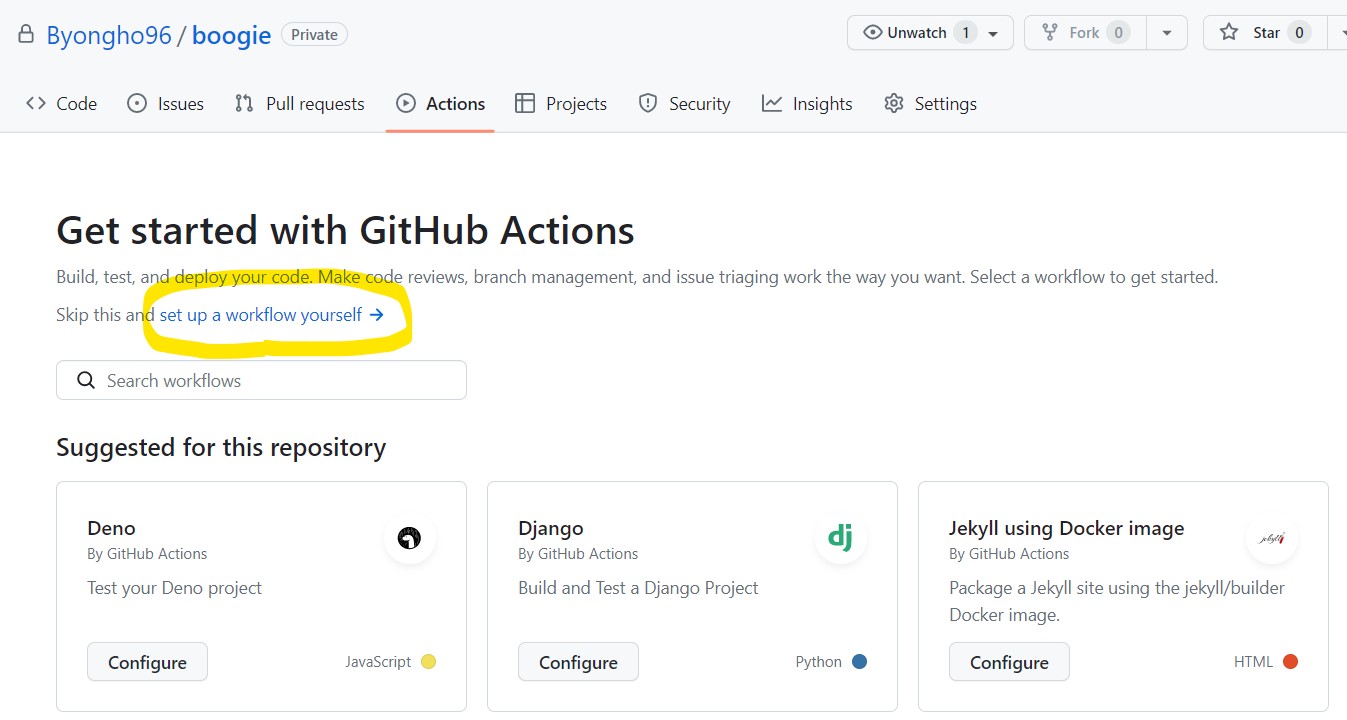 Byongho96 / boogie Private Unwatch 1 Fork 0 Star 0
Code Issues Pull requests Actions Projects Security Insights Settings
Get started with GitHub Actions
Build, test, and deploy your code. Make code reviews, branch management, and issue triaging work the way you want. Select a workflow to get started.
Skip this and set up a workflow yourself →
Search workflows
Suggested for this repository
Deno
By GitHub Actions
Test your Deno project
Configure JavaScript
Django
By GitHub Actions
dj
Build and Test a Django Project
Configure Python
Jekyll using Docker image
By GitHub Actions
jekyll
Package a Jekyll site using the jekyll/builder
Docker image.
Configure HTML